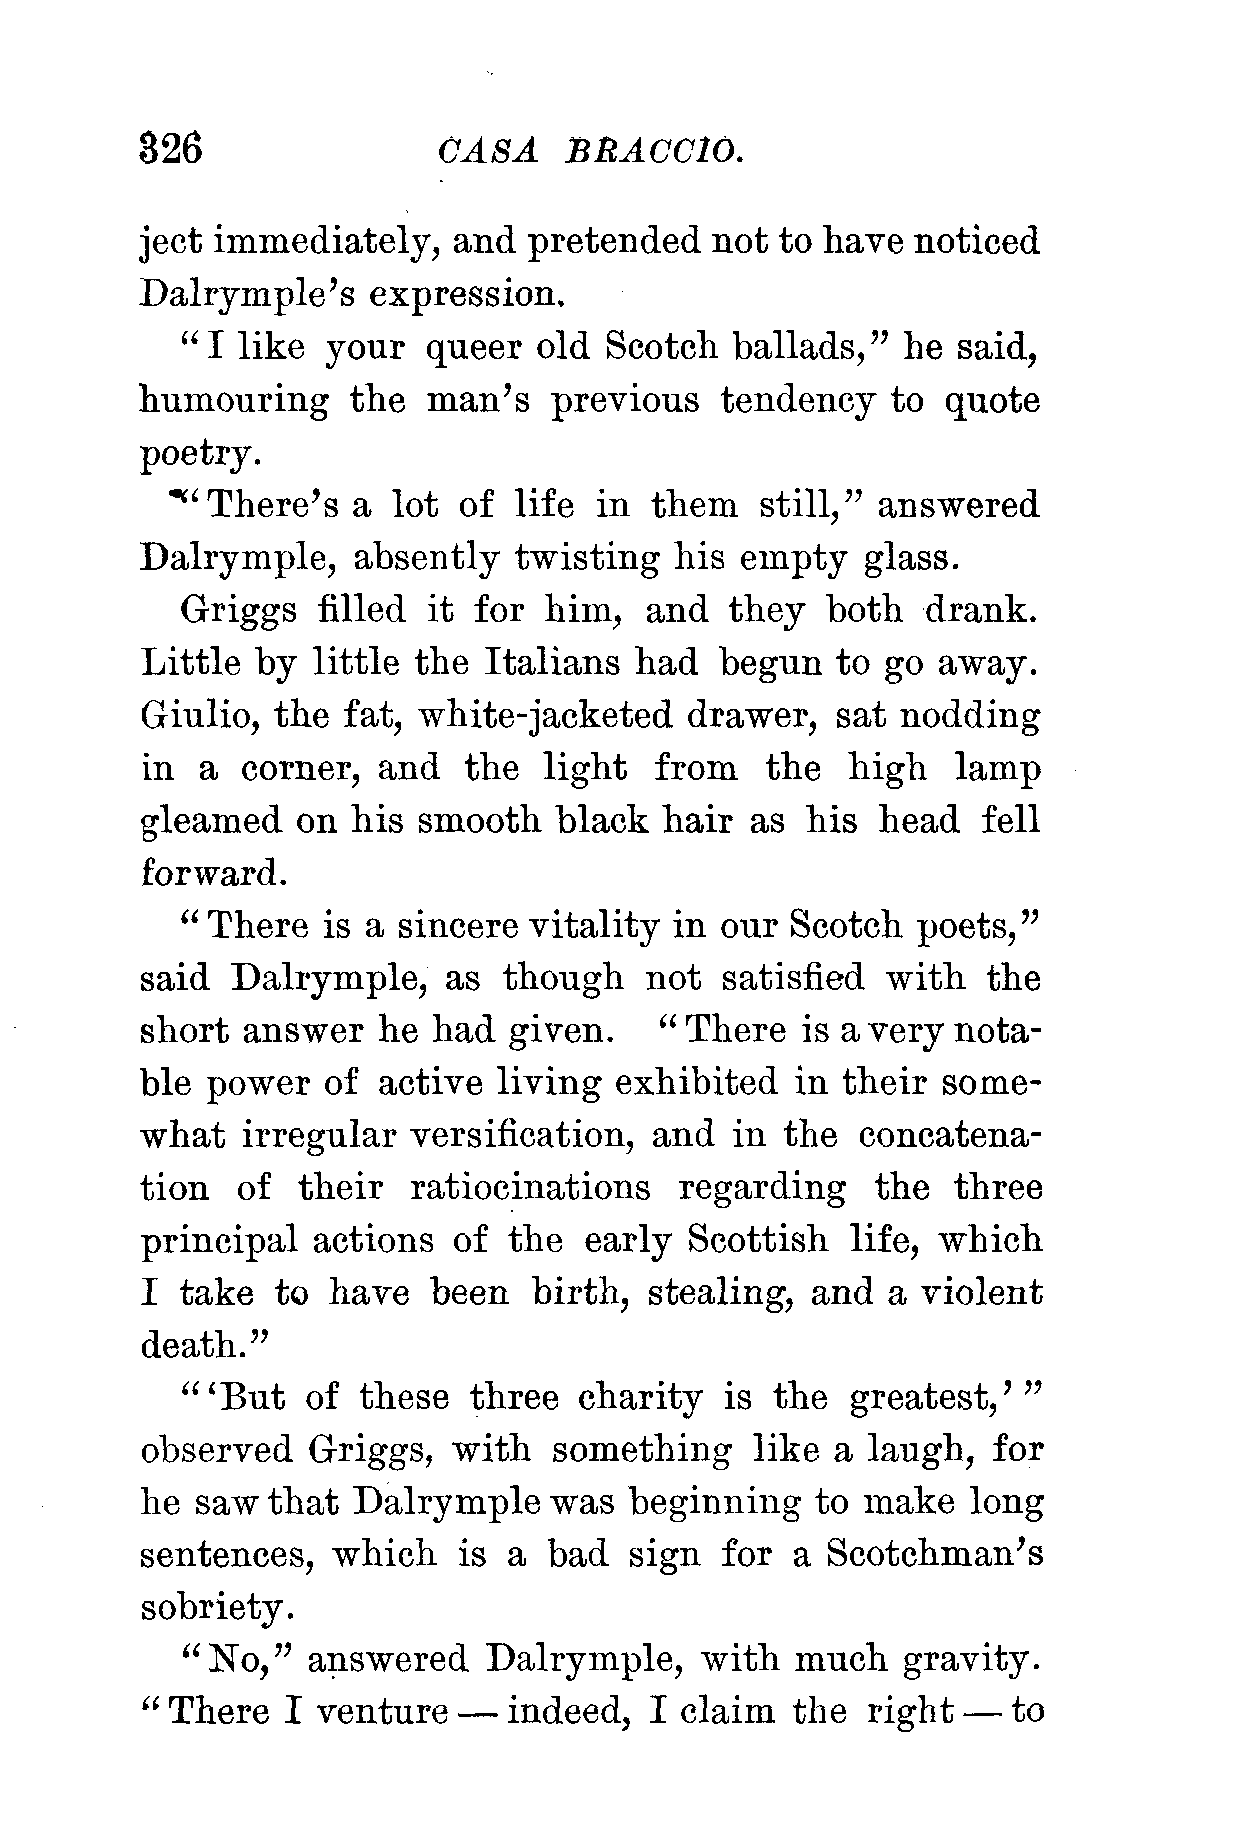 326 CASA BRACCIO.
ject immediately, and pretended not to have noticed
Dalrymple's expression.
"I like your queer old Scotch ballads," he said,
humouring the man's previous tendency to quote
poetry.
"There's a lot of life in them still," answered
Dalrymple, absently twisting his empty glass.
Griggs filled it for him, and they both drank.
Little by little the Italians had begun to go away.
Giulio, the fat, white-jacketed drawer, sat nodding
in a corner, and the light from the high lamp
gleamed on his smooth black hair as his head fell
forward.
"There is a sincere vitality in our Scotch poets,"
said Dalrymple, as though not satisfied with the
short answer he had given. "There is a very nota-
ble power of active living exhibited in their some-
what irregular versification, and in the concatena-
tion of their ratiocinations regarding the three
principal actions of the early Scottish life, which
I take to have been birth, stealing, and a violent
death."
"'But of these three charity is the greatest,'"
observed Griggs, with something like a laugh, for
he saw that Dalrymple was beginning to make long
sentences, which is a bad sign for a Scotchman's
sobriety.
"No," answered Dalrymple, with much gravity.
"There I venture — indeed, I claim the right — to